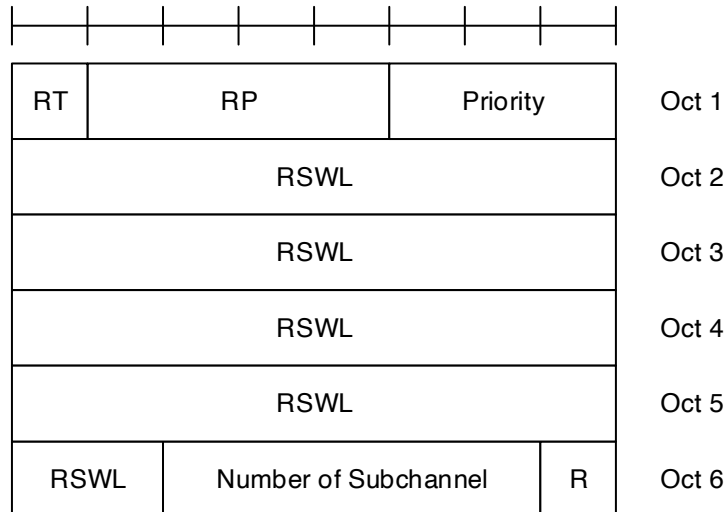 RT RP Priority Oct 1
RSWL Oct 2
RSWL Oct 3
RSWL Oct 4
RSWL Oct 5
RSWL Number of Subchannel R Oct 6